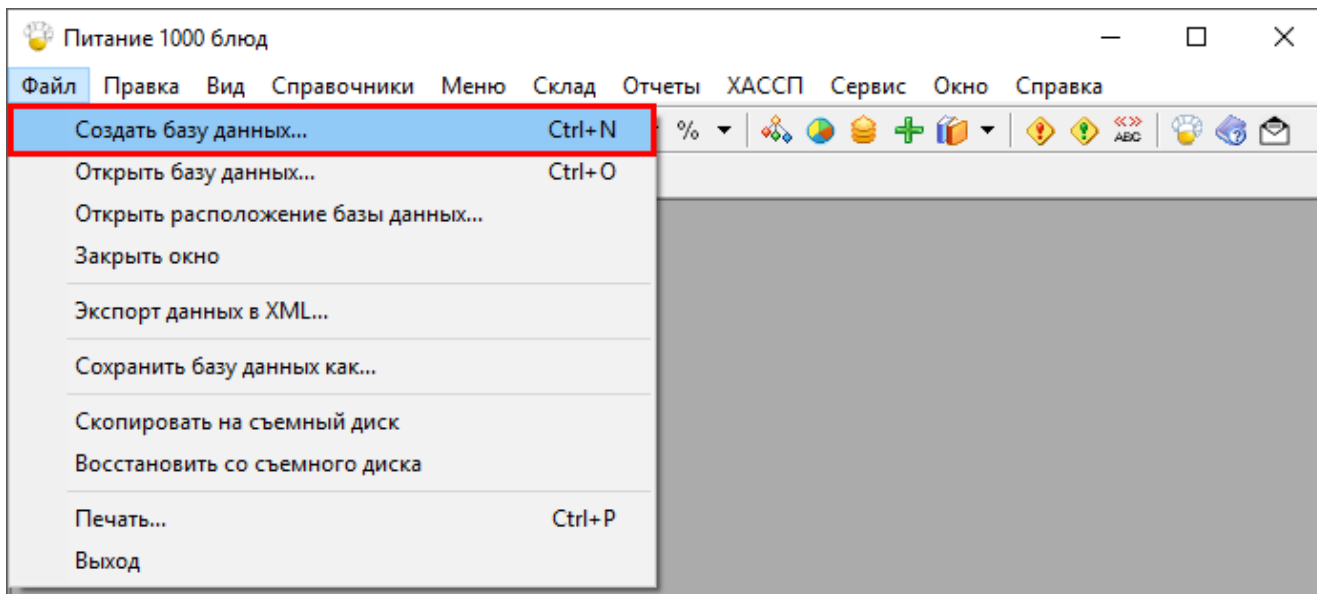 Питание 1000 блюд
Файл Правка Вид Справочники Меню Склад Отчеты ХАССП Сервис Окно Справка
Создать базу данных... Ctrl+N
% «» ABC
Открыть базу данных... Ctrl+O
Открыть расположение базы данных...
Закрыть окно
Экспорт данных в XML...
Сохранить базу данных как...
Скопировать на съемный диск
Восстановить со съемного диска
Печать... Ctrl+P
Выход